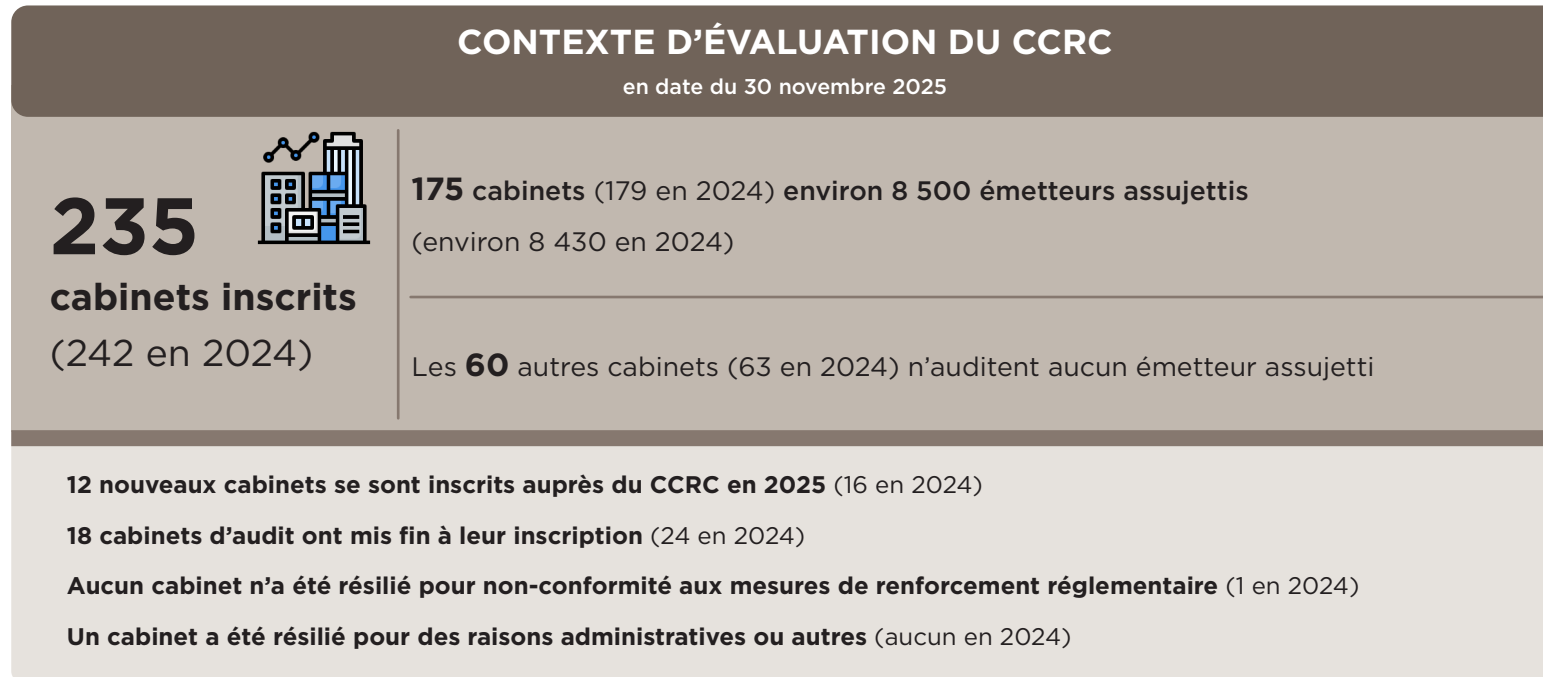 CONTEXTE D’ÉVALUATION DU CCRC
en date du 30 novembre 2025
235
cabinets inscrits
(242 en 2024)
175 cabinets (179 en 2024) environ 8 500 émetteurs assujettis
(environ 8 430 en 2024)
Les 60 autres cabinets (63 en 2024) n’auditent aucun émetteur assujetti
12 nouveaux cabinets se sont inscrits auprès du CCRC en 2025 (16 en 2024)
18 cabinets d’audit ont mis fin à leur inscription (24 en 2024)
Aucun cabinet n’a été résilié pour non-conformité aux mesures de renforcement réglementaire (1 en 2024)
Un cabinet a été résilié pour des raisons administratives ou autres (aucun en 2024)